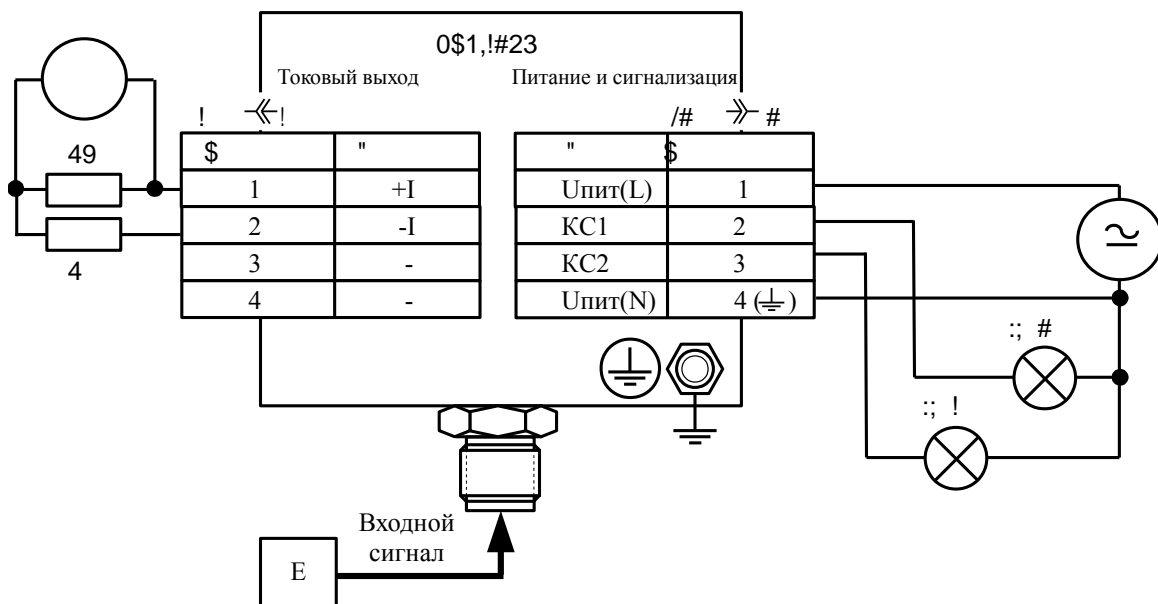 0$1,!#23
Токовый выход
Питание и сигнализация
! !
/# #
49
4
$ "
1 +I
2 -I
3 -
4 -
" $
Uпит(L) 1
КС1 2
КС2 3
Uпит(N) 4 (⏚)
:; #
:; !
Входной
сигнал
E